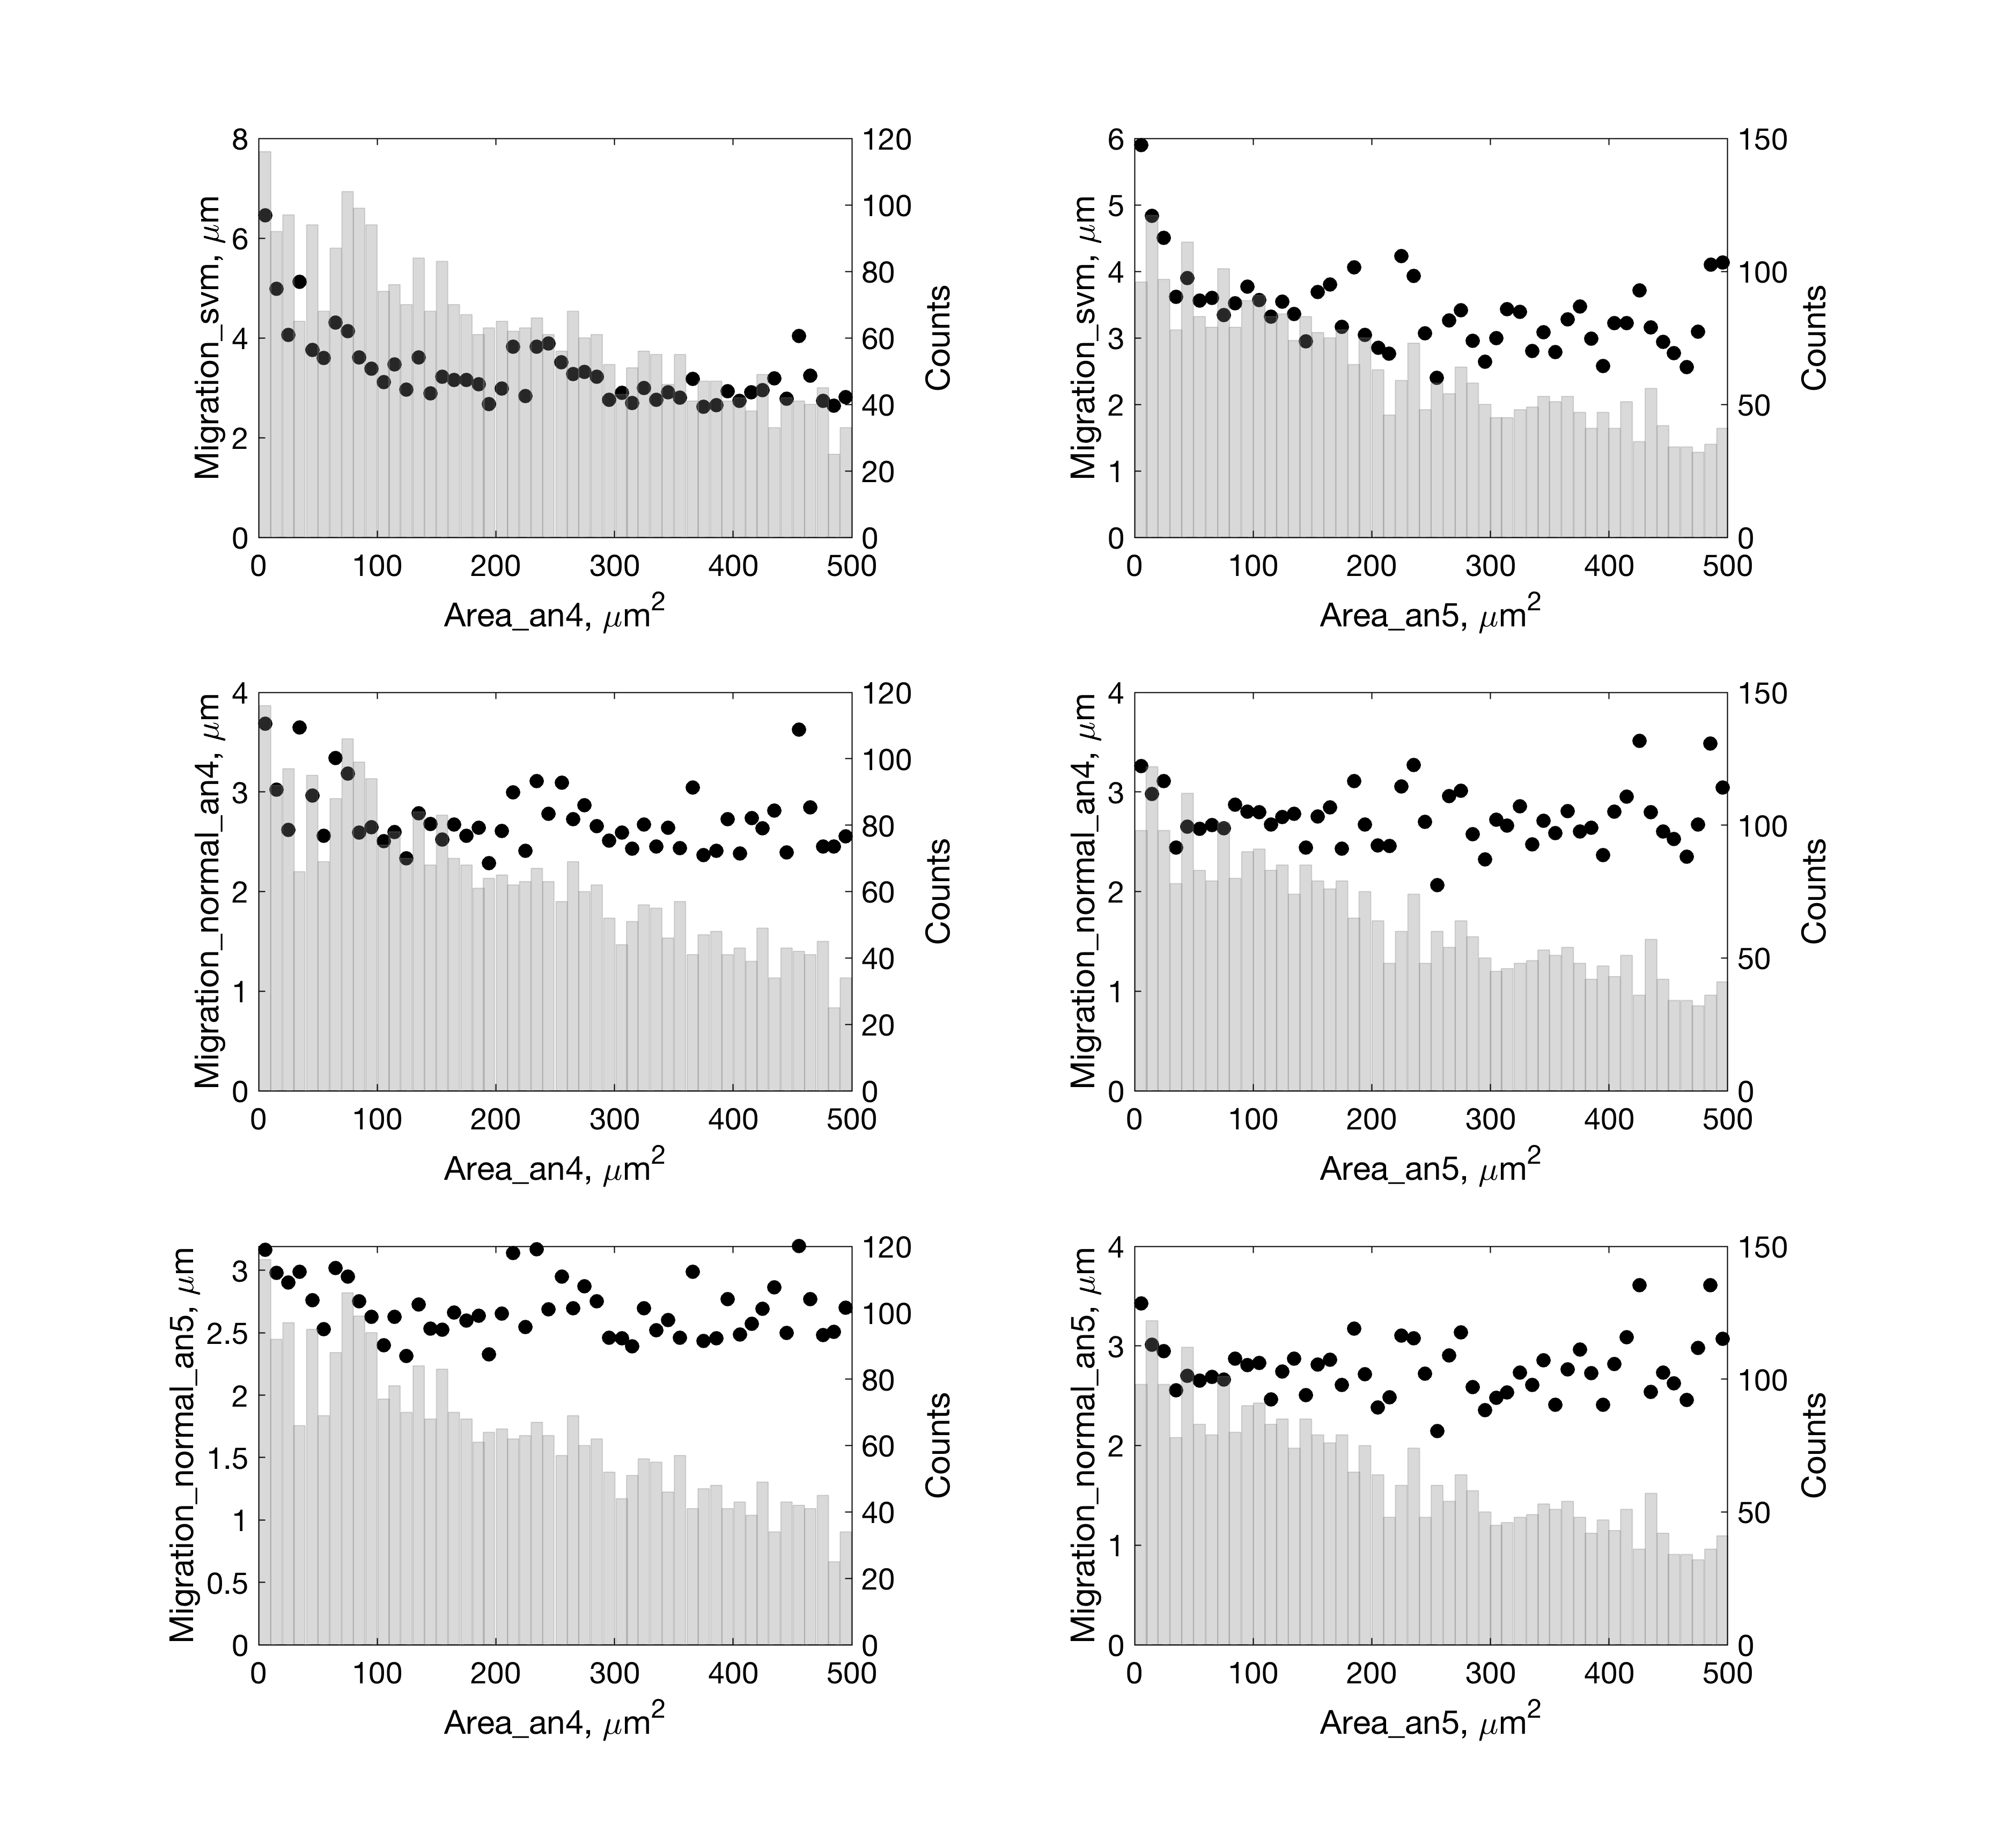 8
6
4
2
0
Migration_svm, μm
120
100
80
60
40
20
0
Counts
0 100 200 300 400 500
Area_an4, μm²
6
5
4
3
2
1
0
Migration_svm, μm
150
100
50
0
Counts
0 100 200 300 400 500
Area_an5, μm²
4
3
2
1
0
Migration_normal_an4, μm
120
100
80
60
40
20
0
Counts
0 100 200 300 400 500
Area_an4, μm²
4
3
2
1
0
Migration_normal_an4, μm
150
100
50
0
Counts
0 100 200 300 400 500
Area_an5, μm²
3
2.5
2
1.5
1
0.5
0
Migration_normal_an5, μm
120
100
80
60
40
20
0
Counts
0 100 200 300 400 500
Area_an4, μm²
4
3
2
1
0
Migration_normal_an5, μm
150
100
50
0
Counts
0 100 200 300 400 500
Area_an5, μm²